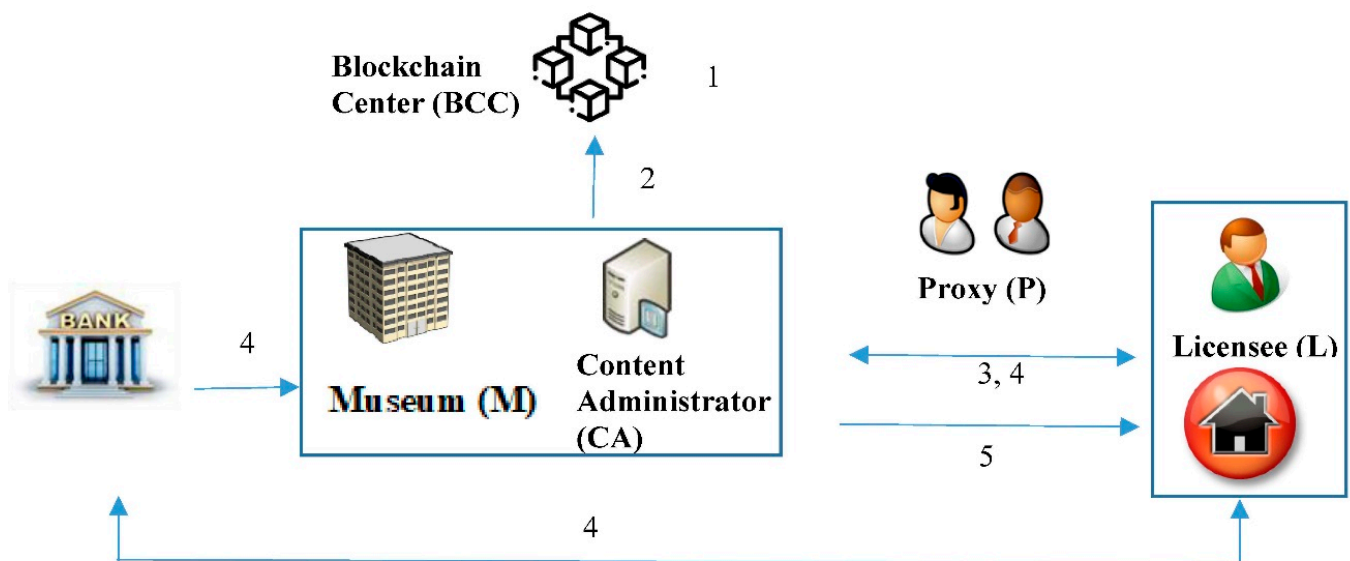 Blockchain
Center (BCC)
1
2
Proxy (P)
BANK
4
Museum (M)
Content
Administrator
(CA)
3, 4
5
Licensee (L)
4